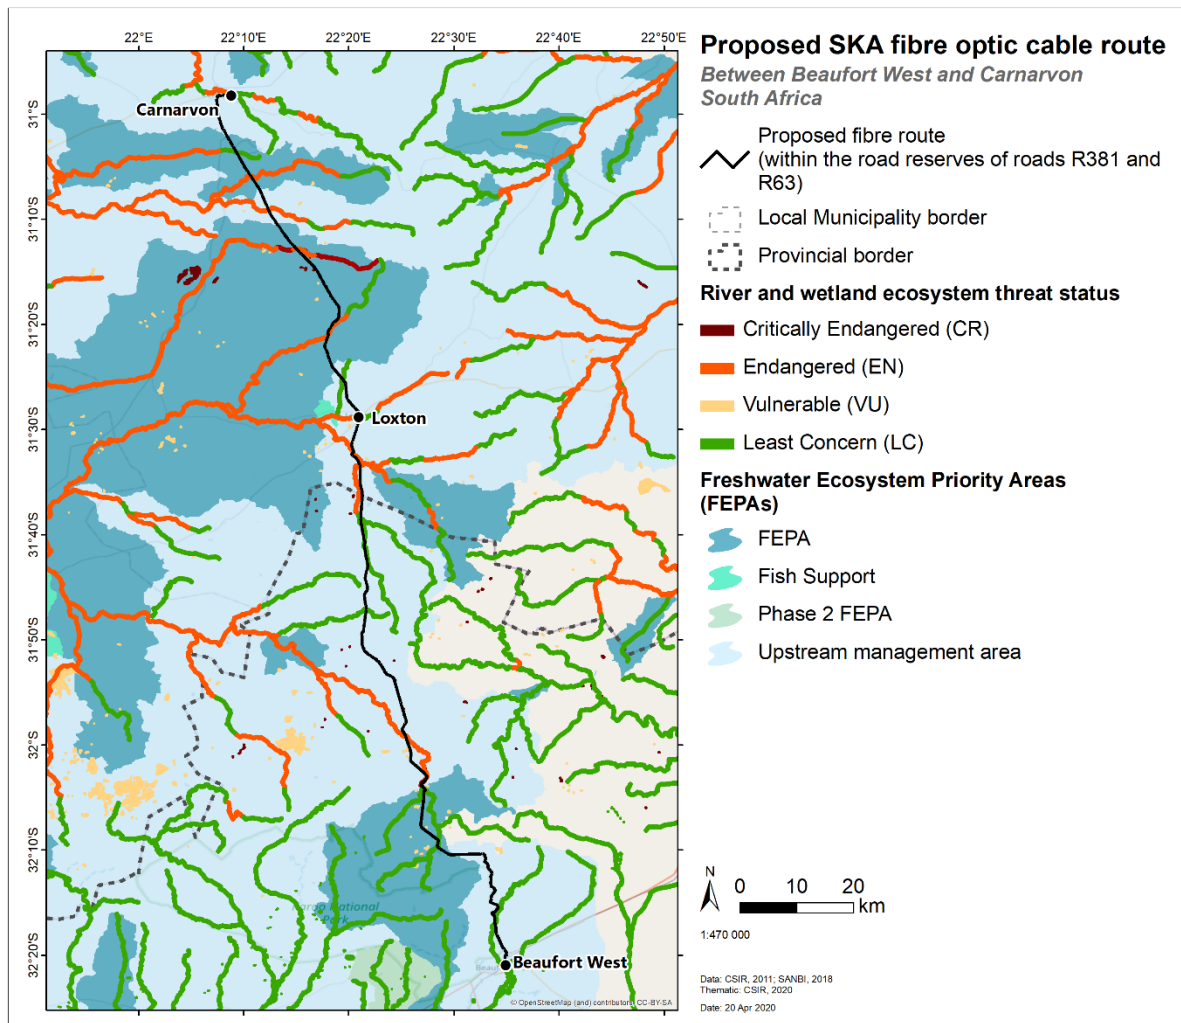 22°E
22°10'E
22°20'E
22°30'E
22°40'E
22°50'E
31°S
31°10'S
31°20'S
31°30'S
31°40'S
31°50'S
32°S
32°10'S
32°20'S
Carnarvon
Loxton
Karoo National
Park
Beaufort West
© OpenStreetMap (and) contributors, CC-BY-SA
Proposed SKA fibre optic cable route
Between Beaufort West and Carnarvon
South Africa
Proposed fibre route
(within the road reserves of roads R381 and
R63)
Local Municipality border
Provincial border
River and wetland ecosystem threat status
Critically Endangered (CR)
Endangered (EN)
Vulnerable (VU)
Least Concern (LC)
Freshwater Ecosystem Priority Areas
(FEPAs)
FEPA
Fish Support
Phase 2 FEPA
Upstream management area
N
0 10 20
km
1:470 000
Data: CSIR, 2011; SANBI, 2018
Thematic: CSIR, 2020
Date: 20 Apr 2020